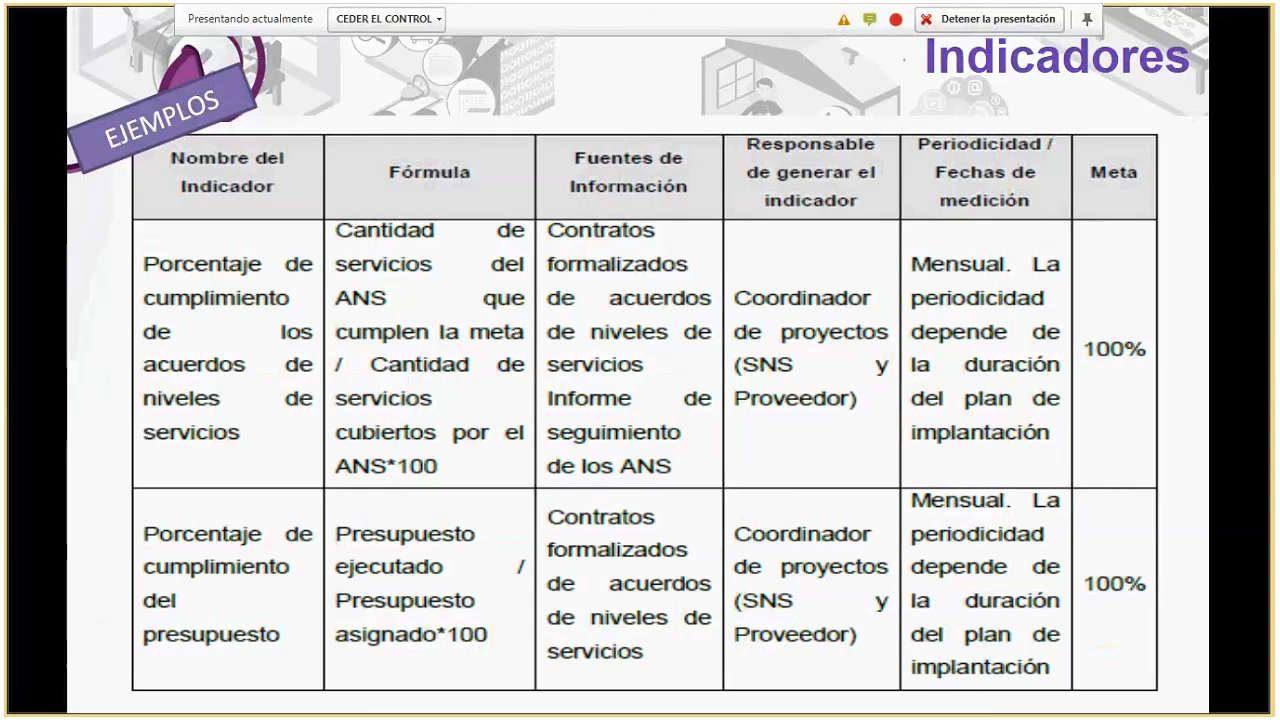 Presentando actualmente
CEDER EL CONTROL
Detener la presentación
Indicadores
EJEMPLOS
Nombre del
Indicador
Fórmula
Fuentes de
Información
Responsable
de generar el
indicador
Periodicidad /
Fechas de
medición
Meta
Porcentaje de
cumplimiento
de los
acuerdos de
niveles de
servicios
Cantidad de
servicios del
ANS que
cumplen la meta
/ Cantidad de
servicios
cubiertos por el
ANS*100
Contratos
formalizados
de acuerdos
de niveles de
servicios
Informe de
seguimiento
de los ANS
Coordinador
de proyectos
(SNS y
Proveedor)
Mensual. La
periodicidad
depende de
la duración
del plan de
implantación
100%
Porcentaje de
cumplimiento
del
presupuesto
Presupuesto
ejecutado /
Presupuesto
asignado*100
Contratos
formalizados
de acuerdos
de niveles de
servicios
Coordinador
de proyectos
(SNS y
Proveedor)
Mensual. La
periodicidad
depende de
la duración
del plan de
implantación
100%